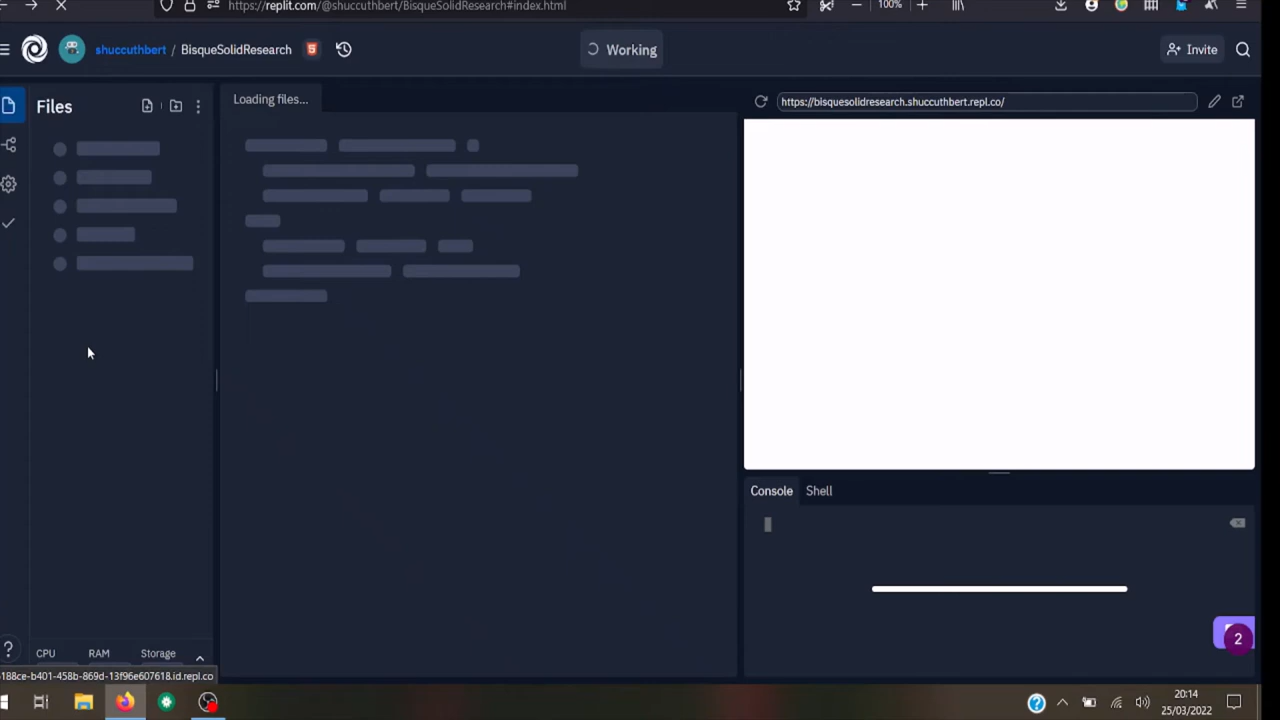 https://replit.com/@shuccuthbert/BisqueSolidResearch#index.html
100%
shuccuthbert / BisqueSolidResearch
Working
Invite
Files
Loading files...
https://bisquesolidresearch.shuccuthbert.repl.co/
Console
Shell
2
?
CPU
RAM
Storage
188ce-b401-458b-869d-13f96e607618.id.repl.co
20:14
25/03/2022